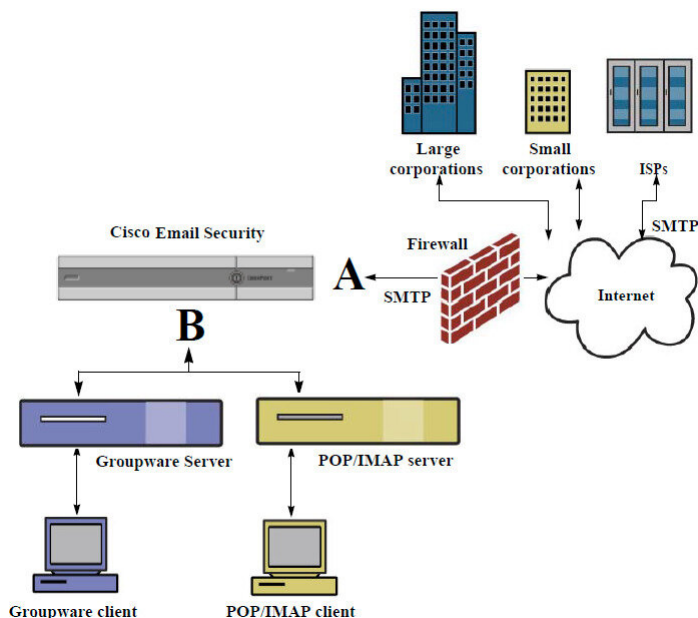 Large
corporations
Small
corporations
ISPs
SMTP
Cisco Email Security
Firewall
A
SMTP
Internet
B
Groupware Server
POP/IMAP server
Groupware client
POP/IMAP client